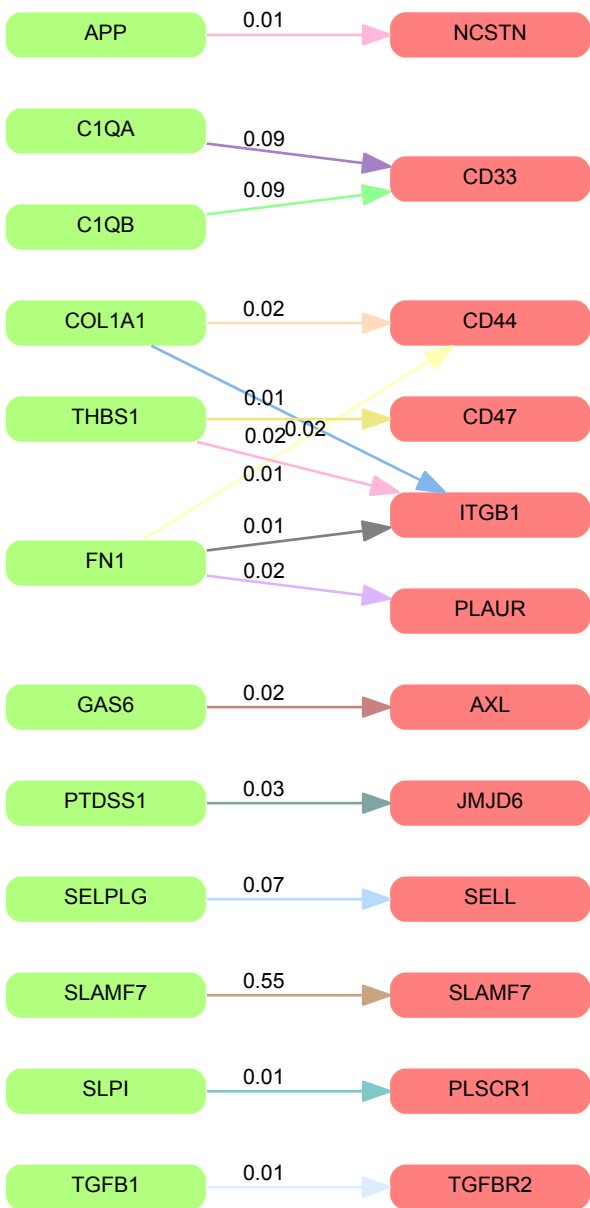 APP 0.01 NCSTN
C1QA 0.09
CD33
C1QB 0.09
COL1A1 0.02 CD44
THBS1 0.01 CD47
0.02 0.02
0.01
ITGB1
FN1 0.01
0.02
PLAUR
GAS6 0.02 AXL
PTDSS1 0.03 JMJD6
SELPLG 0.07 SELL
SLAMF7 0.55 SLAMF7
SLPI 0.01 PLSCR1
TGFB1 0.01 TGFBR2